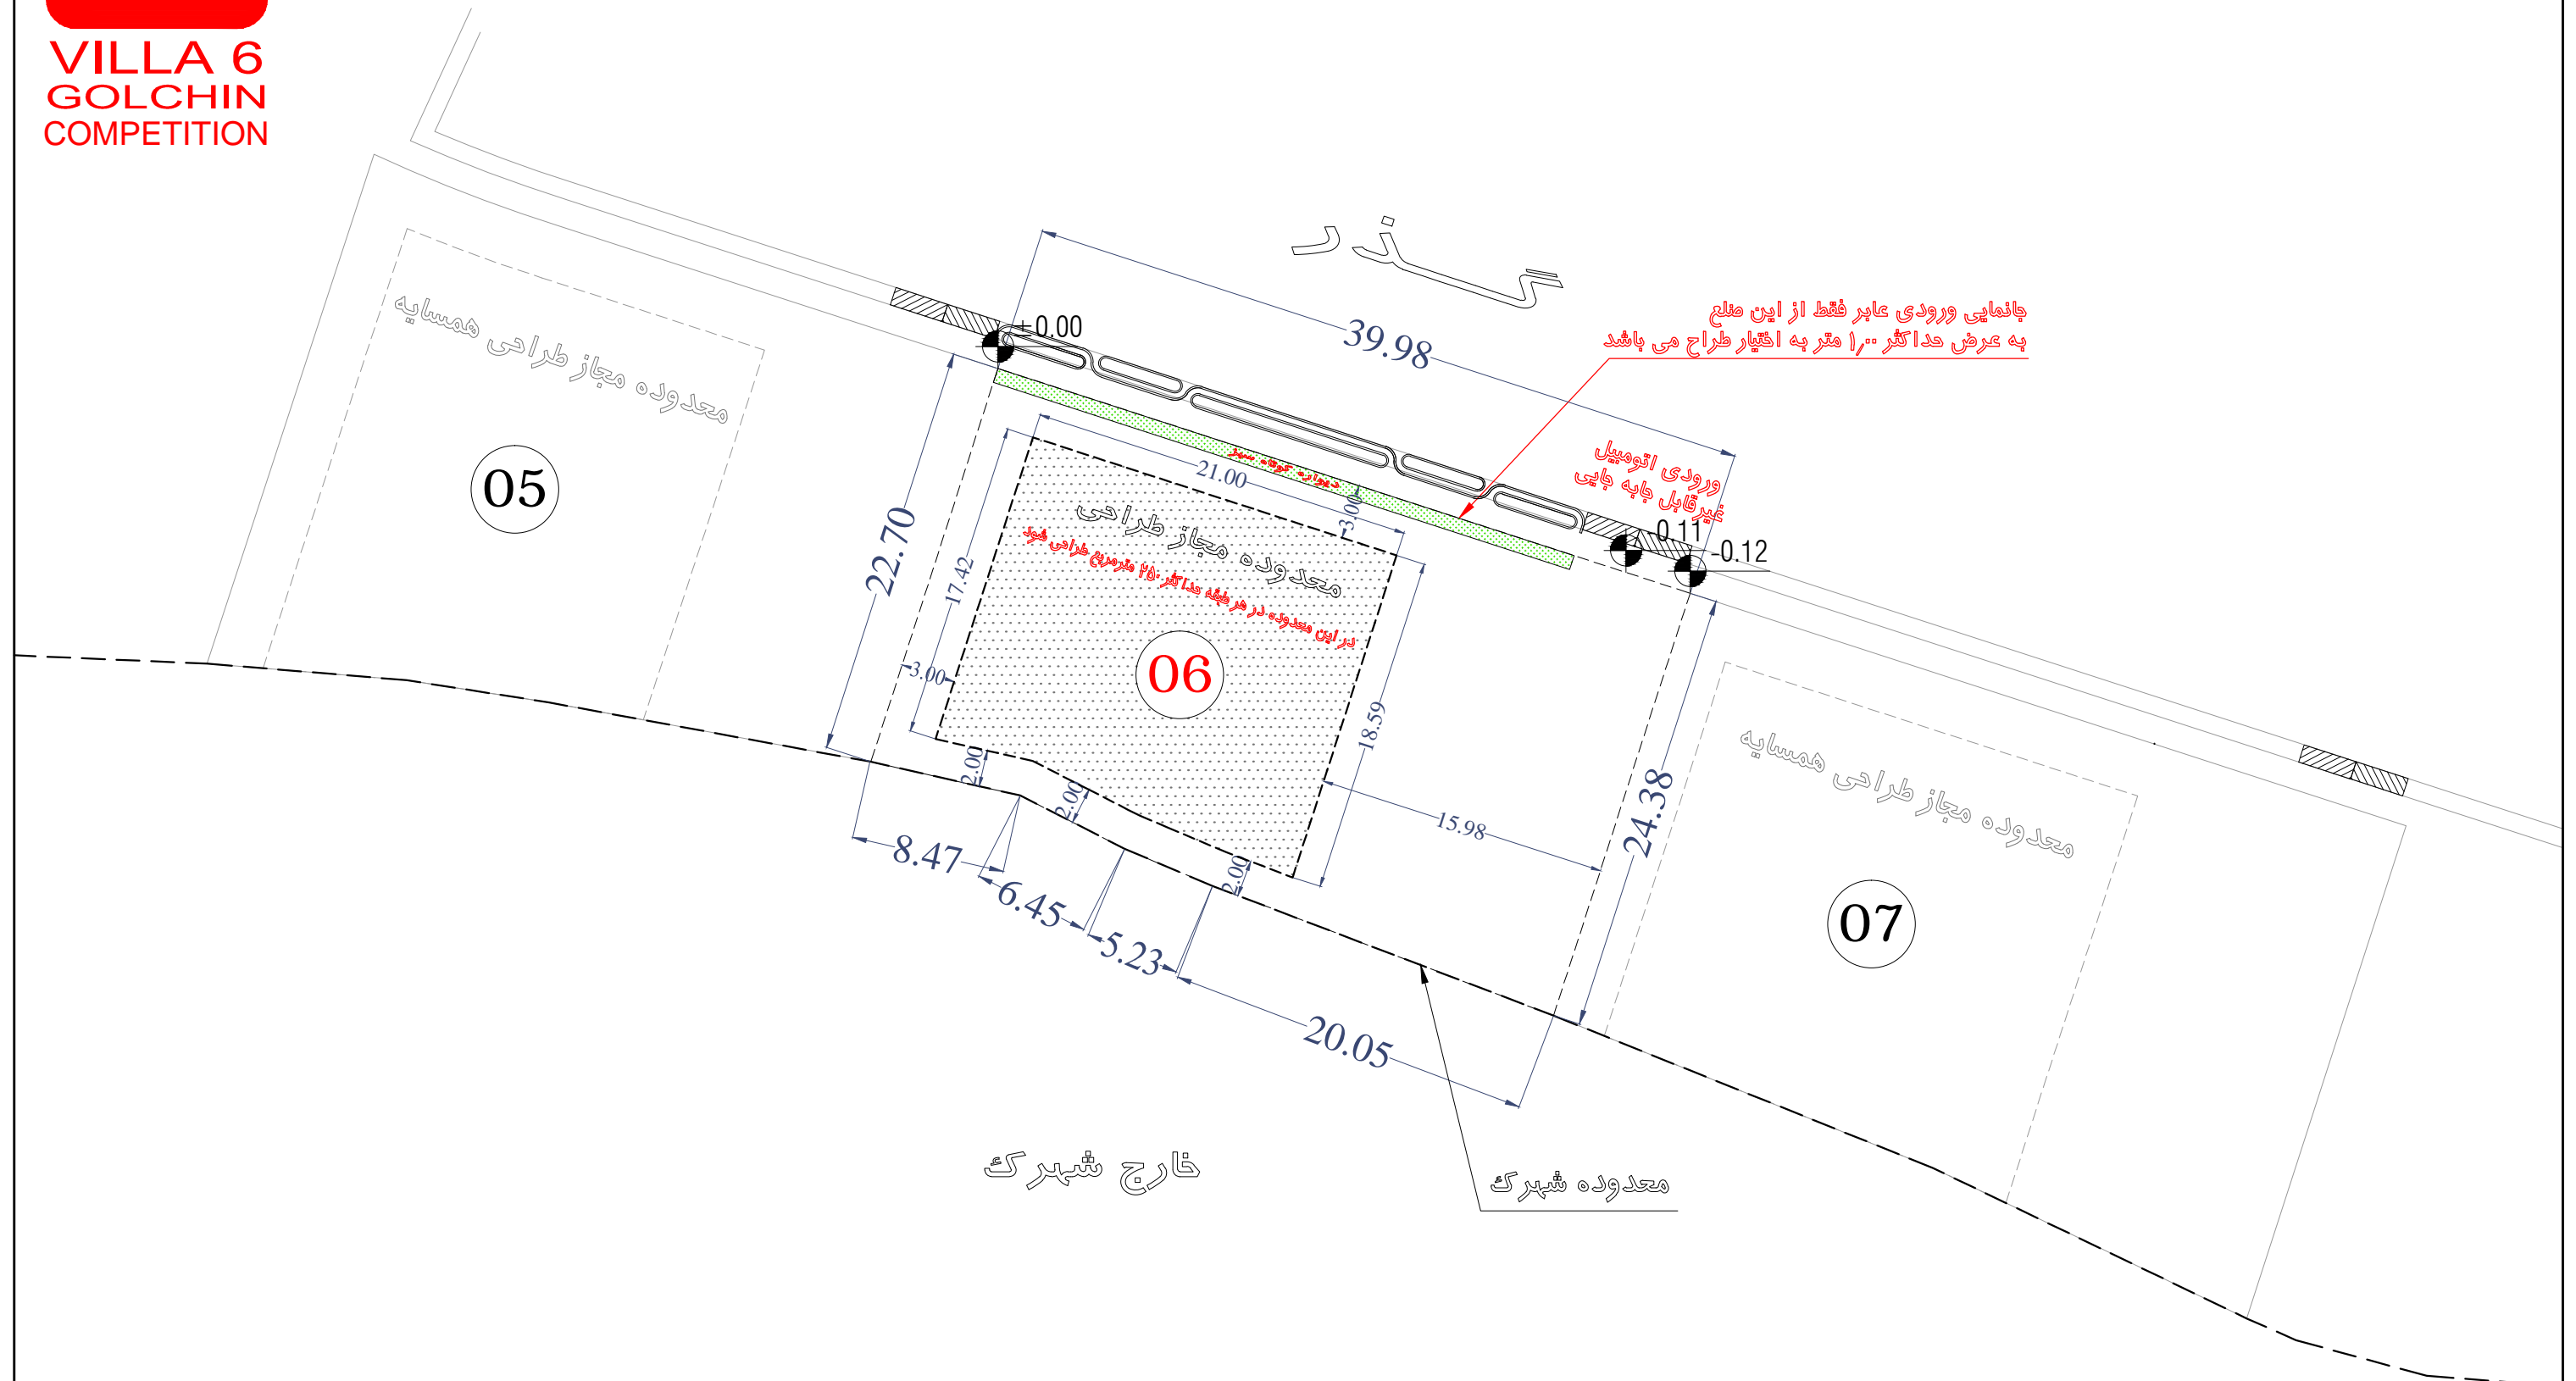 VILLA 6
GOLCHIN
COMPETITION
گــذر
39.98
جانمایی ورودی عابر فقط از این ضلع
به عرض حداکثر ۱٫۰۰ متر به اختیار طراح می باشد
±0.00
محدوده مجاز طراحی همسایه
05
دیواره کوتاه سبز
21.00
3.00
ورودی اتومبیل
غیرقابل جابه جایی
0.11
-0.12
محدوده مجاز طراحی
در این محدوده در هر طبقه حداکثر ۲۵۰ مترمربع طراحی شود
22.70
17.42
3.00
06
18.59
15.98
24.38
2.00
2.00
2.00
8.47
6.45
5.23
20.05
محدوده مجاز طراحی همسایه
07
خارج شهرک
محدوده شهرک